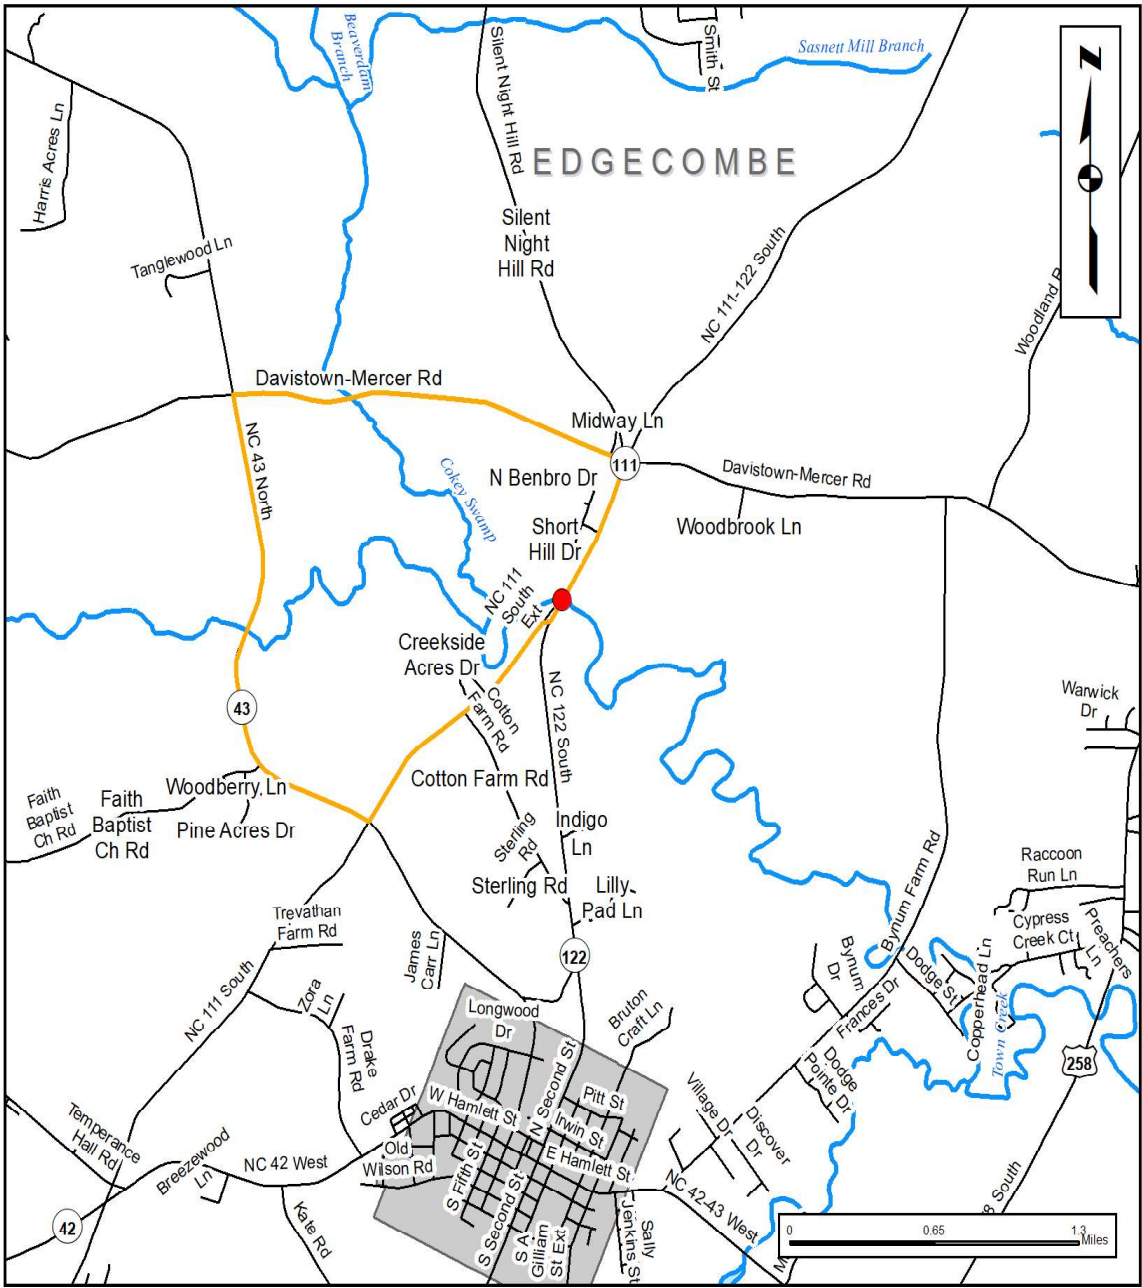 Beaverdam
Branch
Silent Night Hill Rd
Smith St
Sasnett Mill Branch
N
Harris Acres Ln
EDGECOMBE
Silent
Night
Hill Rd
Tanglewood Ln
NC 111-122 South
Woodland R
Davistown-Mercer Rd
Midway Ln
NC 43 North
111
Cokey Swamp
N Benbro Dr
Davistown-Mercer Rd
Short
Hill Dr
Woodbrook Ln
NC 111
South
Ext
Creekside
Acres Dr
Cotton
Farm Rd
NC 122 South
Warwick
Dr
43
Cotton Farm Rd
Woodberry Ln
Faith
Baptist
Ch Rd
Faith
Baptist
Ch Rd
Pine Acres Dr
Indigo
Ln
Sterling
Rd
Sterling Rd
Lilly
Pad Ln
Bynum Farm Rd
Raccoon
Run Ln
Trevathan
Farm Rd
James
Carr Ln
122
Cypress
Creek Ct
Preachers
Ln
Bynum
Dr
Dodge St
Copperhead Ln
NC 111 South
Zora
Ln
Longwood
Dr
Bruton
Craft Ln
Frances Dr
Town Creek
Drake
Farm Rd
258
Dodge
Pointe Dr
Cedar Dr
W Hamlett St
N Second St
Pitt St
Irwin St
Village Dr
Discover
Dr
Temperance
Hall Rd
Breezewood
Ln
NC 42 West
Old
Wilson Rd
E Hamlett St
S Fifth St
S Second St
NC 42-43 West
8 South
42
Kate Rd
S A
Gilliam
St Ext
Sally
Jenkins St
M
0 0.65 1.3
Miles